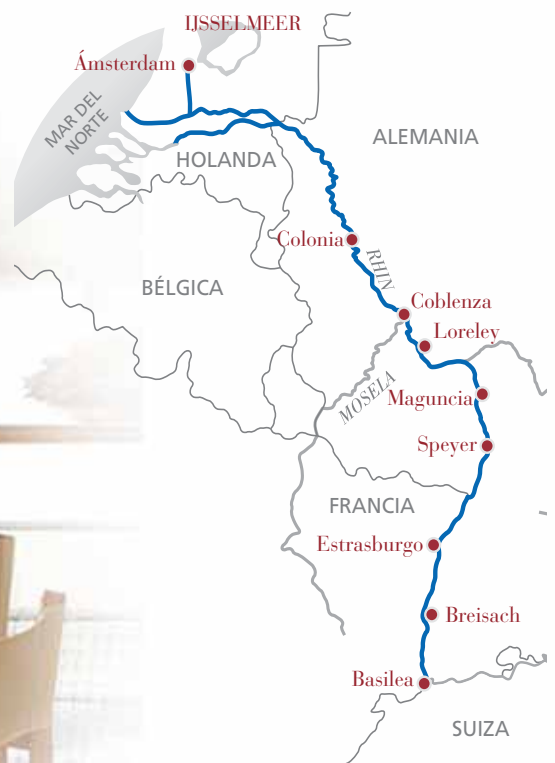 IJSSELMEER
Ámsterdam
MAR DEL
NORTE
HOLANDA
ALEMANIA
Colonia
RHIN
BÉLGICA
Coblenza
Loreley
MOSELA
Maguncia
Speyer
FRANCIA
Estrasburgo
Breisach
Basilea
SUIZA